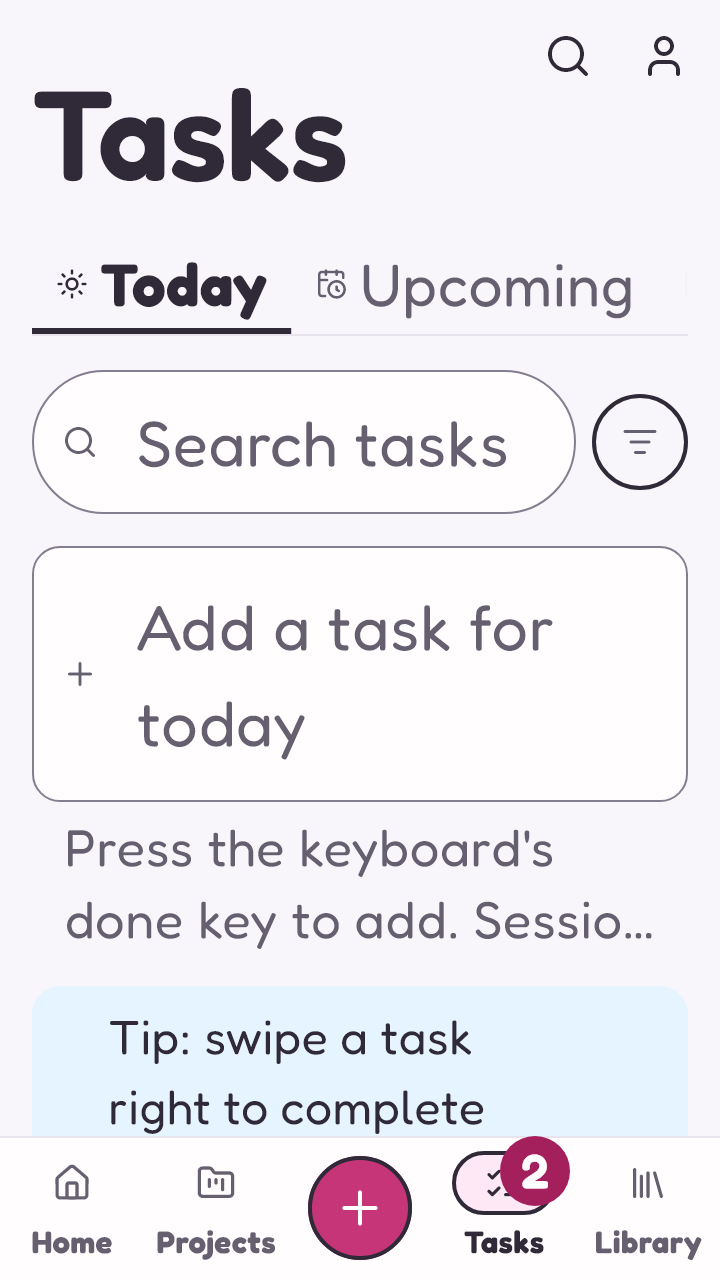 Tasks
Today
Upcoming
Search tasks
Add a task for
today
Press the keyboard's
done key to add. Sessio...
Tip: swipe a task
right to complete
2
Home
Projects
Tasks
Library